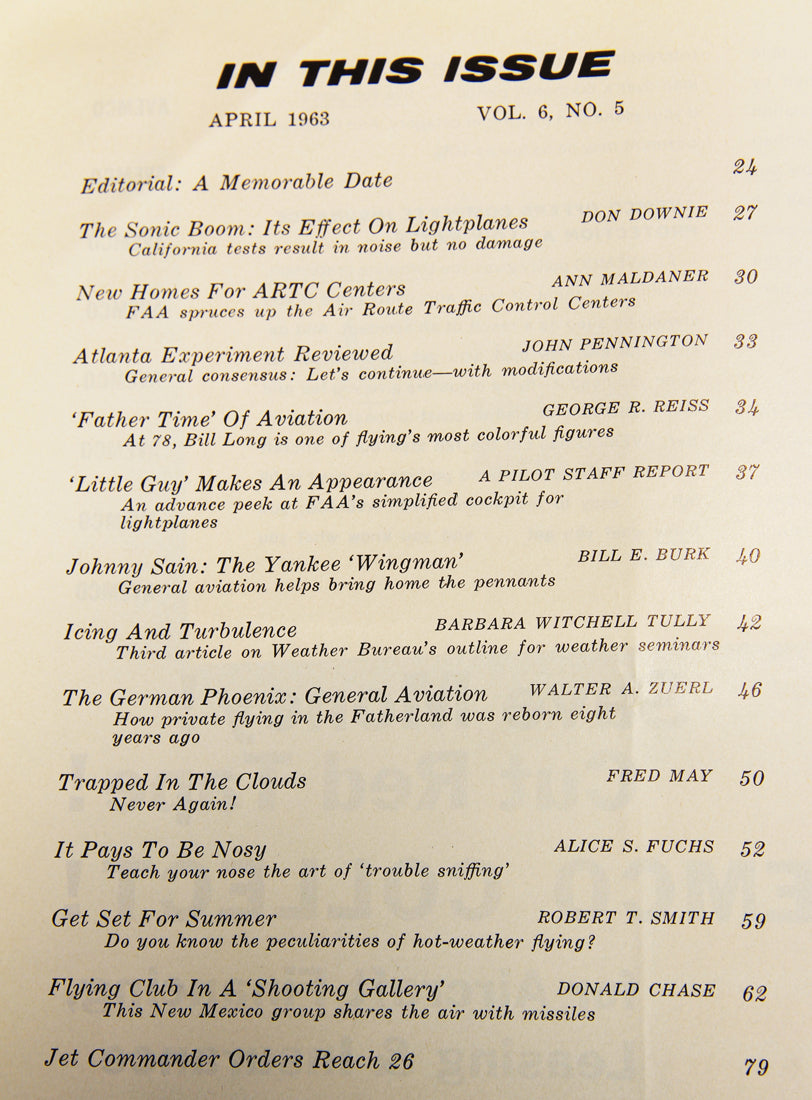 IN THIS ISSUE
APRIL 1963 VOL. 6, NO. 5
Editorial: A Memorable Date 24
The Sonic Boom: Its Effect On Lightplanes DON DOWNIE 27
California tests result in noise but no damage
New Homes For ARTC Centers ANN MALDANER 30
FAA spruces up the Air Route Traffic Control Centers
Atlanta Experiment Reviewed JOHN PENNINGTON 33
General consensus: Let's continue—with modifications
'Father Time' Of Aviation GEORGE R. REISS 34
At 78, Bill Long is one of flying's most colorful figures
'Little Guy' Makes An Appearance A PILOT STAFF REPORT 37
An advance peek at FAA's simplified cockpit for
lightplanes
Johnny Sain: The Yankee 'Wingman' BILL E. BURK 40
General aviation helps bring home the pennants
Icing And Turbulence BARBARA WITCHELL TULLY 42
Third article on Weather Bureau's outline for weather seminars
The German Phoenix: General Aviation WALTER A. ZUERL 46
How private flying in the Fatherland was reborn eight
years ago
Trapped In The Clouds FRED MAY 50
Never Again!
It Pays To Be Nosy ALICE S. FUCHS 52
Teach your nose the art of 'trouble sniffing'
Get Set For Summer ROBERT T. SMITH 59
Do you know the peculiarities of hot-weather flying?
Flying Club In A 'Shooting Gallery' DONALD CHASE 62
This New Mexico group shares the air with missiles
Jet Commander Orders Reach 26 79